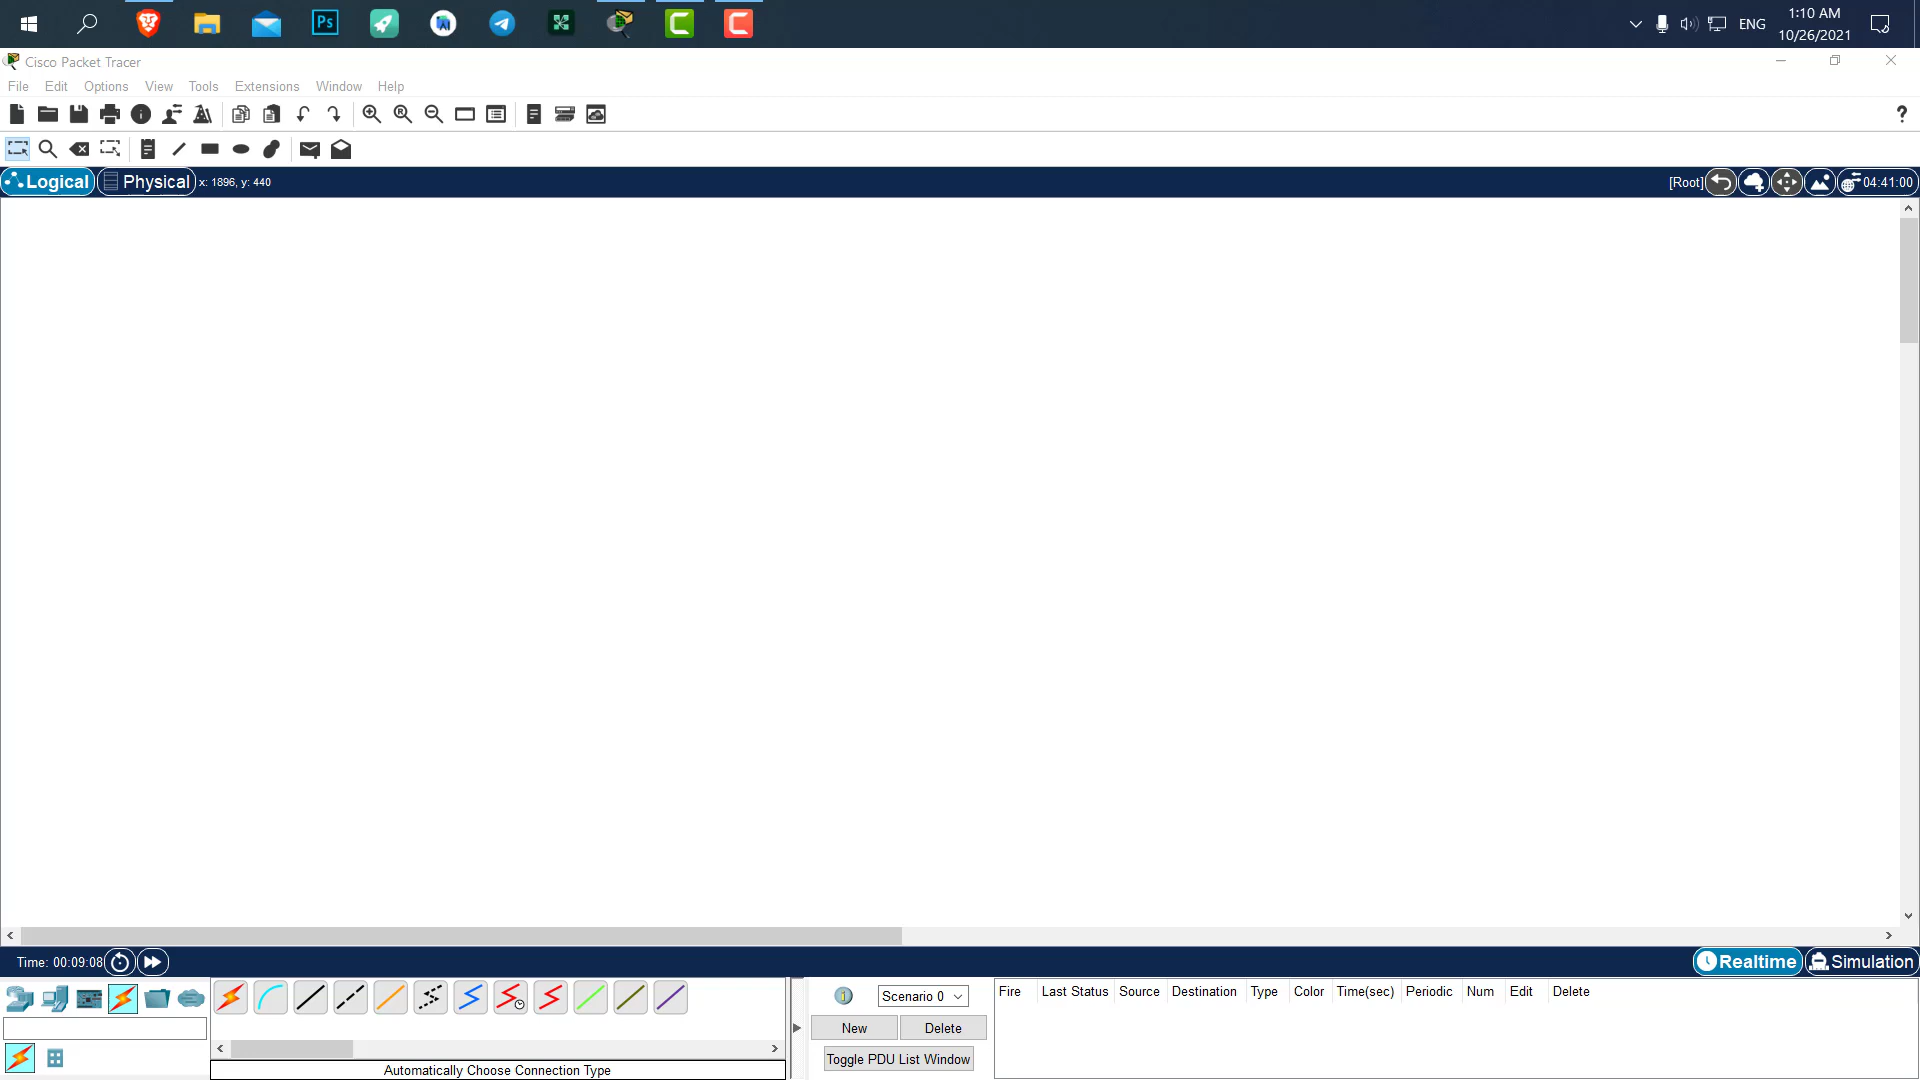 Ps
ENG
1:10 AM
10/26/2021
Cisco Packet Tracer
File Edit Options View Tools Extensions Window Help
?
Logical Physical x: 1896, y: 440
[Root] 04:41:00
Time: 00:09:08
Realtime Simulation
Scenario 0
New Delete
Toggle PDU List Window
Fire Last Status Source Destination Type Color Time(sec) Periodic Num Edit Delete
Automatically Choose Connection Type